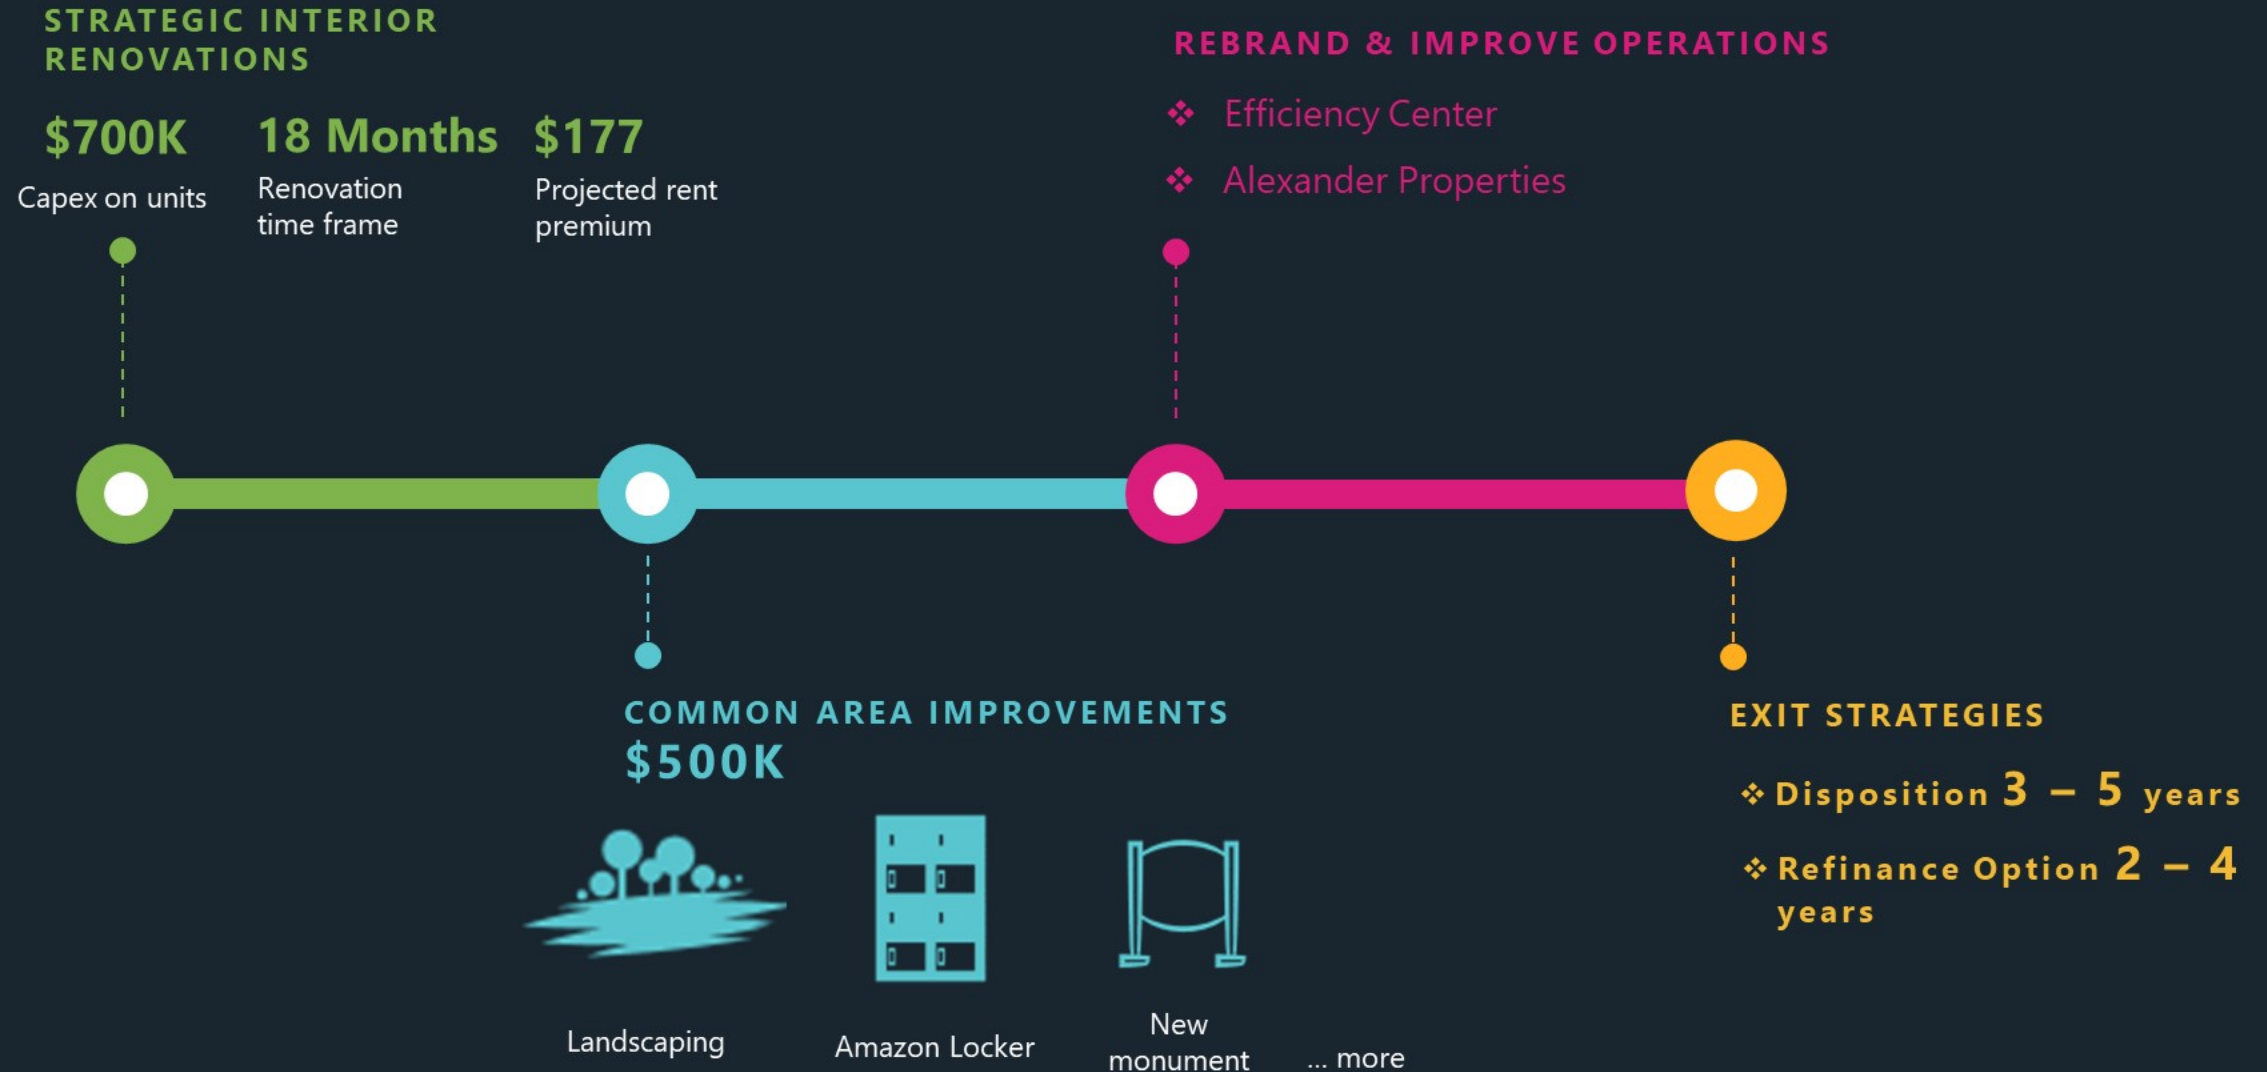 STRATEGIC INTERIOR
RENOVATIONS
$700K
Capex on units
18 Months
Renovation
time frame
$177
Projected rent
premium
REBRAND & IMPROVE OPERATIONS
❖ Efficiency Center
❖ Alexander Properties
COMMON AREA IMPROVEMENTS
$500K
Landscaping
Amazon Locker
New
monument
... more
EXIT STRATEGIES
❖ Disposition 3 – 5 years
❖ Refinance Option 2 – 4
years